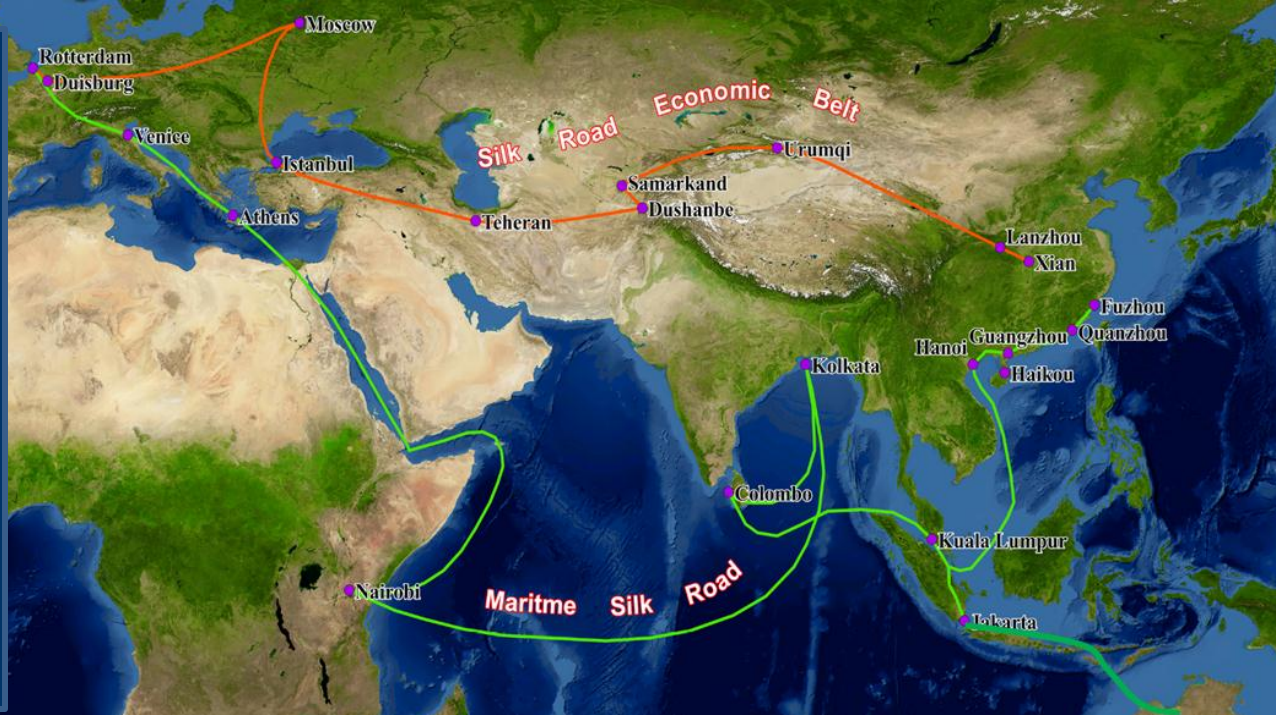 Moscow
Rotterdam
Duisburg
Silk Road Economic Belt
Venice
Istanbul
Urumqi
Samarkand
Dushanbe
Athens
Teheran
Lanzhou
Xian
Fuzhou
Guangzhou
Quanzhou
Hanoi
Kolkata
Haikou
Colombo
Kuala Lumpur
Nairobi
Maritme Silk Road
Jakarta